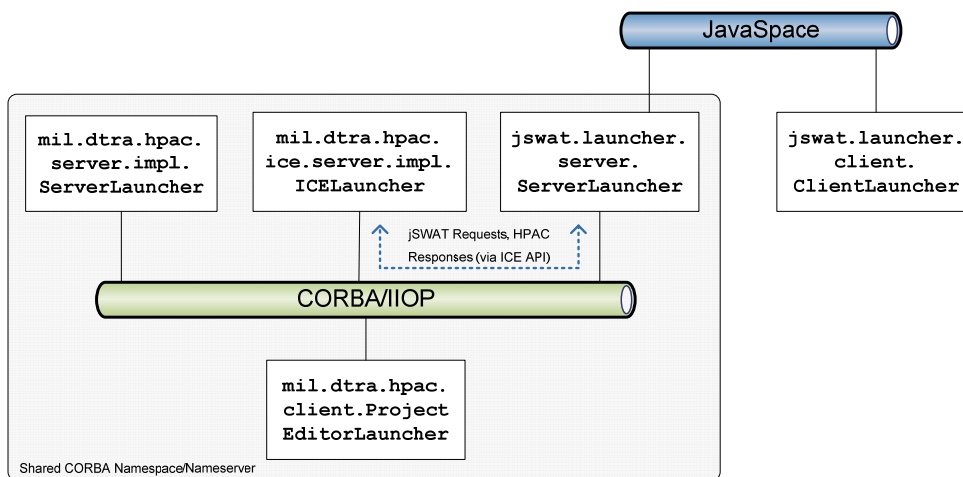 JavaSpace
mil.dtra.hpac.
server.impl.
ServerLauncher
mil.dtra.hpac.
ice.server.impl.
ICELauncher
jswat.launcher.
server.
ServerLauncher
jswat.launcher.
client.
ClientLauncher
jSWAT Requests, HPAC
Responses (via ICE API)
CORBA/IIOP
mil.dtra.hpac.
client.Project
EditorLauncher
Shared CORBA Namespace/Nameserver